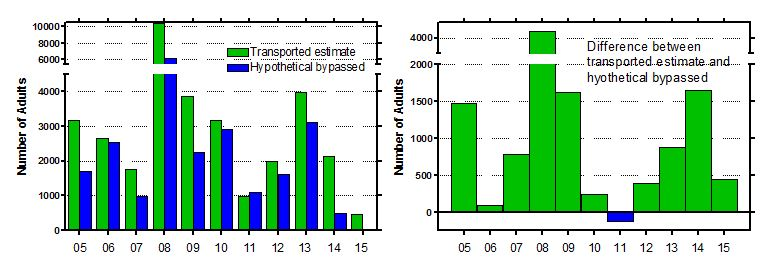 10000
8000
6000
4000
3000
2000
1000
0
Number of Adults
Transported estimate
Hypothetical bypassed
05 06 07 08 09 10 11 12 13 14 15
4000
2000
1500
1000
500
0
Number of Adults
Difference between
transported estimate and
hyothetical bypassed
05 06 07 08 09 10 11 12 13 14 15